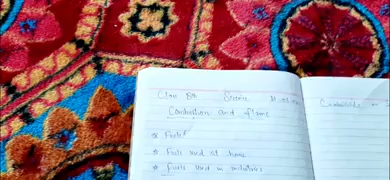 Class 8th Science
Combustion and flame
* Fuels
* Fuels used at home
* Fuels used in industries